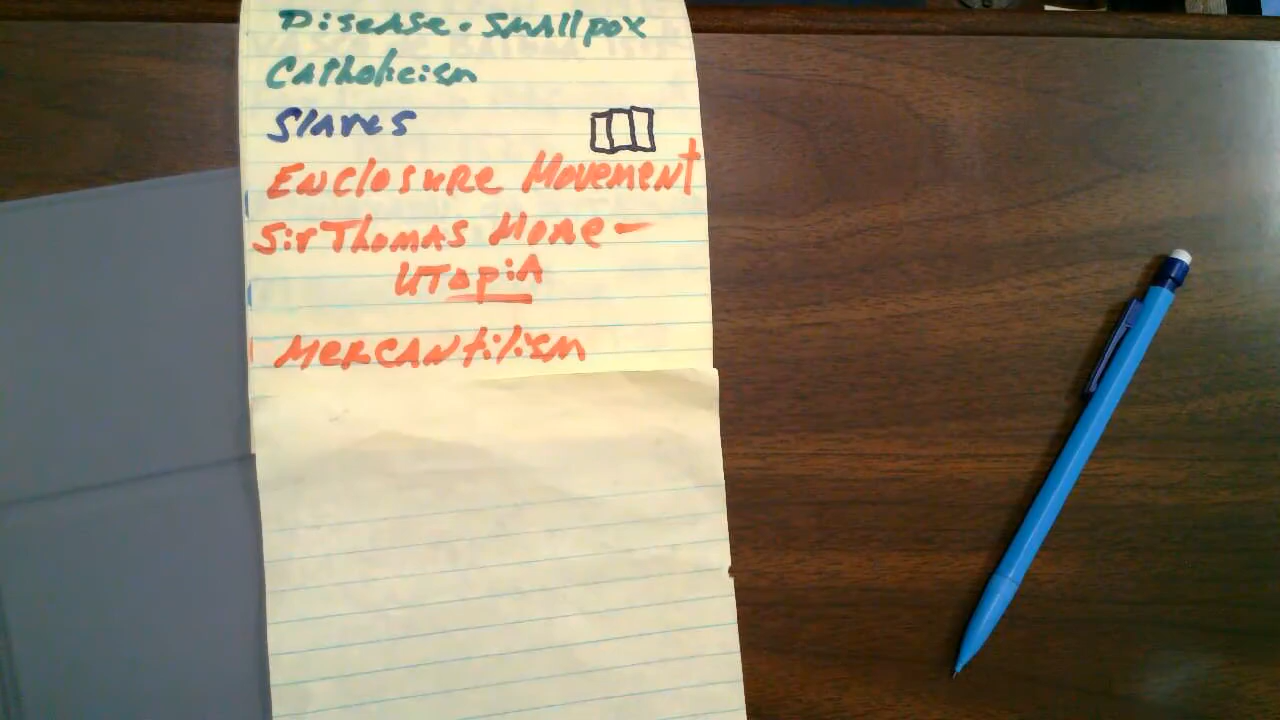 Disease • Smallpox
Catholicism
Slaves
Enclosure Movement
Sir Thomas More -
Utopia
Mercantilism